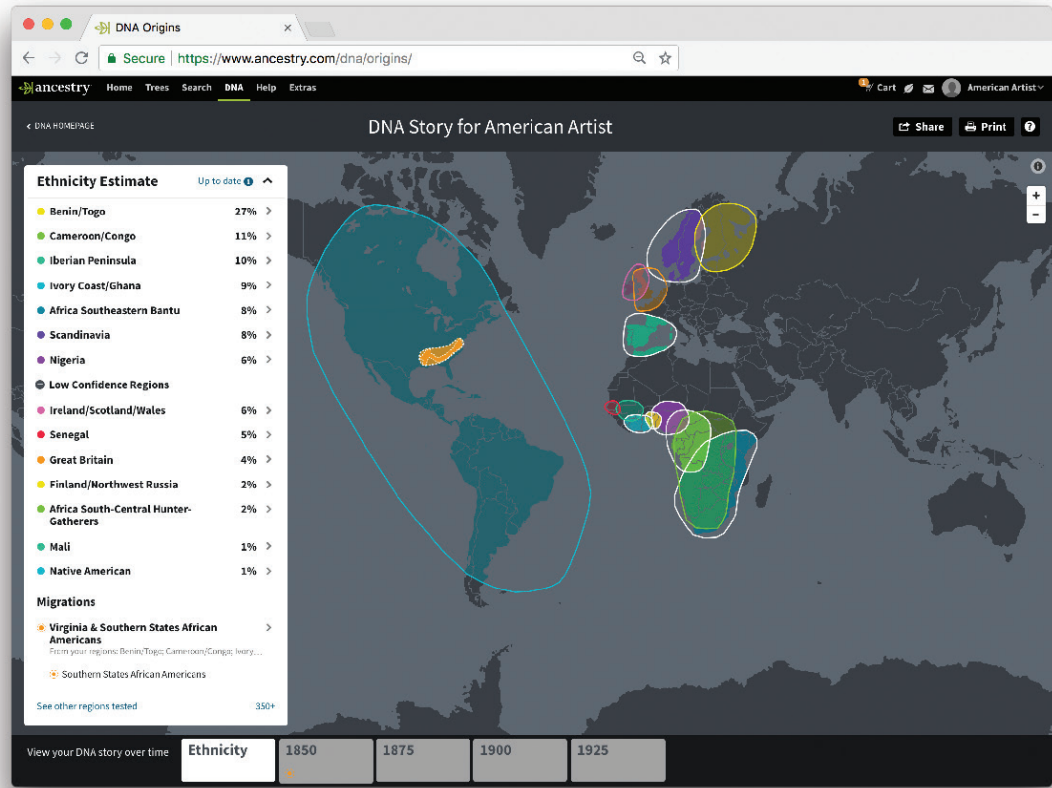 DNA Origins
Secure | https://www.ancestry.com/dna/origins/
ancestry Home Trees Search DNA Help Extras
1 Cart American Artist
< DNA HOMEPAGE
DNA Story for American Artist
Share Print ?
Ethnicity Estimate Up to date
Benin/Togo 27%
Cameroon/Congo 11%
Iberian Peninsula 10%
Ivory Coast/Ghana 9%
Africa Southeastern Bantu 8%
Scandinavia 8%
Nigeria 6%
Low Confidence Regions
Ireland/Scotland/Wales 6%
Senegal 5%
Great Britain 4%
Finland/Northwest Russia 2%
Africa South-Central Hunter-
Gatherers 2%
Mali 1%
Native American 1%
Migrations
Virginia & Southern States African
Americans
From your regions: Benin/Togo; Cameroon/Congo; Ivory...
Southern States African Americans
See other regions tested 350+
View your DNA story over time
Ethnicity
1850
1875
1900
1925